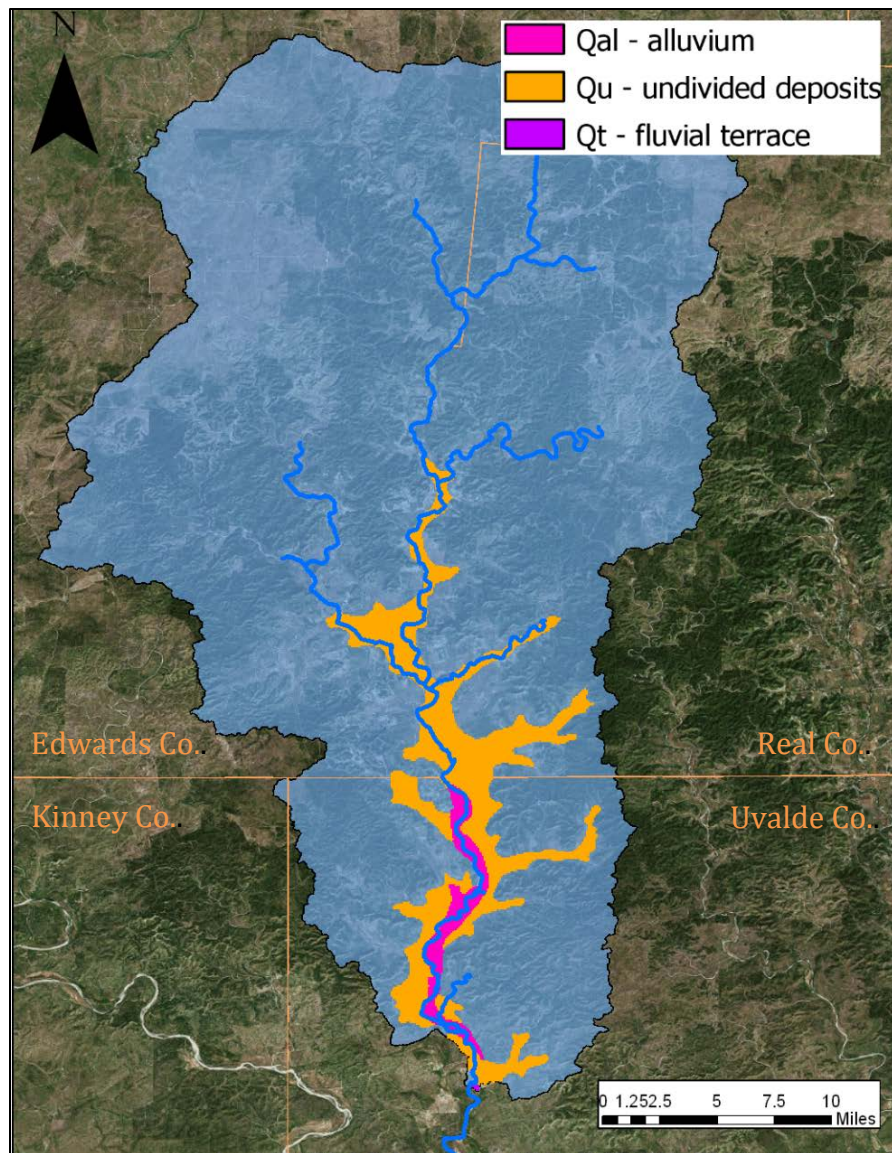 N
Qal - alluvium
Qu - undivided deposits
Qt - fluvial terrace
Edwards Co..
Real Co..
Kinney Co..
Uvalde Co..
0 1.252.5 5 7.5 10
Miles